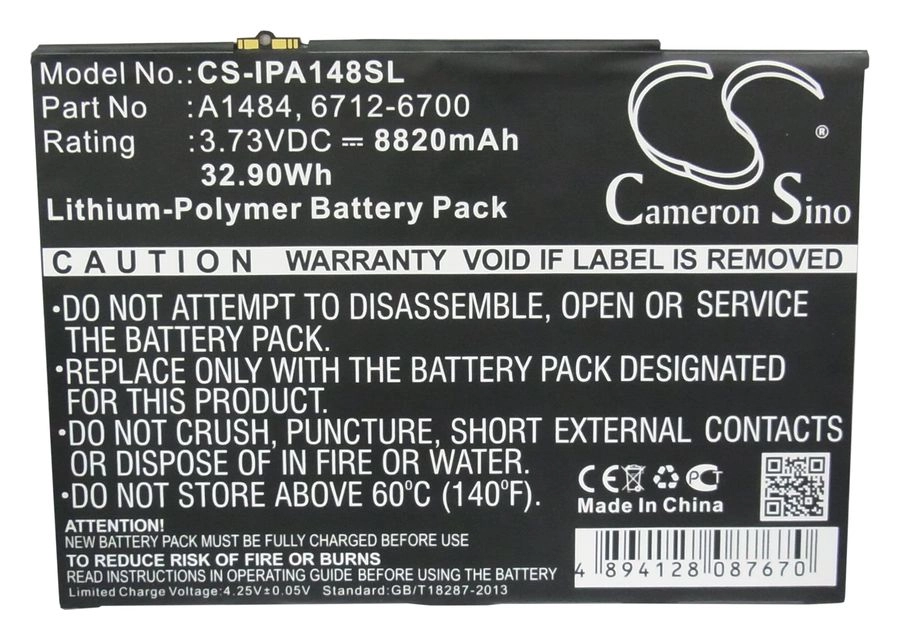 Model No.: CS-IPA148SL
Part No :A1484, 6712-6700
Rating :3.73VDC ⎓ 8820mAh
32.90Wh
Lithium-Polymer Battery Pack
Cameron Sino
®
CAUTION WARRANTY VOID IF LABEL IS REMOVED
•DO NOT ATTEMPT TO DISASSEMBLE, OPEN OR SERVICE
THE BATTERY PACK.
•REPLACE ONLY WITH THE BATTERY PACK DESIGNATED
FOR THIS PRODUCT.
•DO NOT CRUSH, PUNCTURE, SHORT EXTERNAL CONTACTS
OR DISPOSE OF IN FIRE OR WATER.
•DO NOT STORE ABOVE 60°C (140°F).
CE PCT
Made In China
ATTENTION!
NEW BATTERY PACK MUST BE FULLY CHARGED BEFORE USE
TO REDUCE RISK OF FIRE OR BURNS
READ INSTRUCTIONS IN OPERATING GUIDE BEFORE USING BATTERY
Limited Charge Voltage:4.25V±0.05V Standard:GB/T18287-2013
4 894128 087670